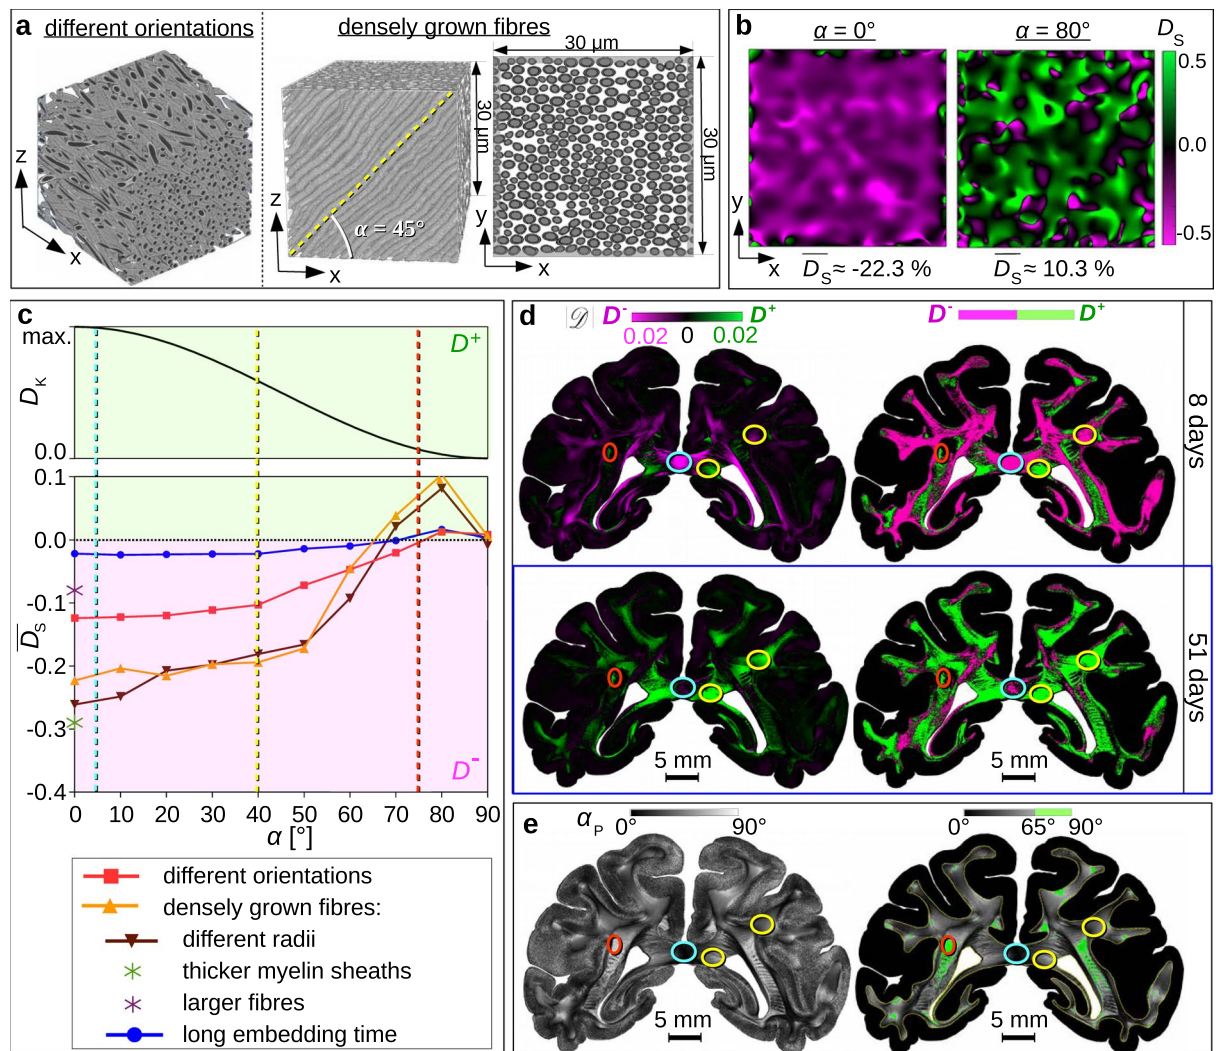 a
different orientations
densely grown fibres
30 µm
30 µm
30 µm
z
x
z
x
α = 45°
y
x
b
α = 0°
α = 80°
D_S
0.5
0.0
-0.5
y
x
D̅_S ≈ -22.3 %
D̅_S ≈ 10.3 %
c
max.
D_K
0.0
D+
0.1
0.0
-0.1
-0.2
-0.3
-0.4
D̅_S
D-
0 10 20 30 40 50 60 70 80 90
α [°]
different orientations
densely grown fibres:
different radii
thicker myelin sheaths
larger fibres
long embedding time
d
𝒟 D- D+
0.02 0 0.02
D- D+
8 days
51 days
5 mm
5 mm
e
α_P 0° 90°
0° 65° 90°
5 mm
5 mm